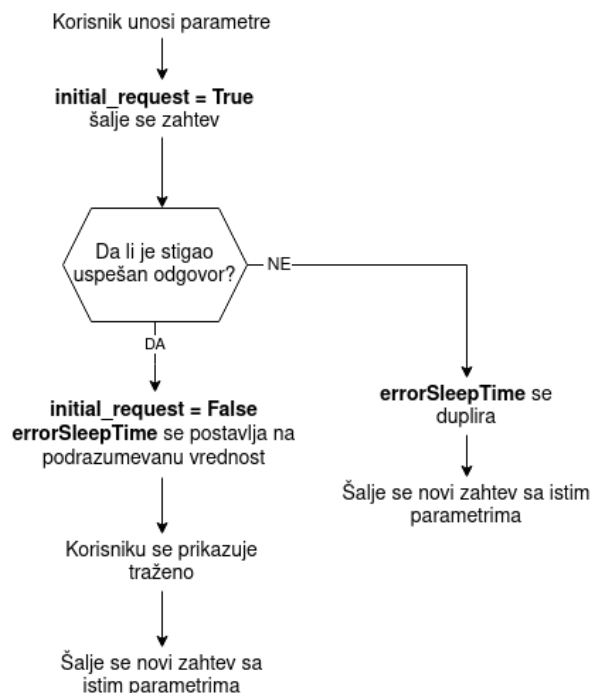 Korisnik unosi parametre
initial_request = True
šalje se zahtev
Da li je stigao
uspešan odgovor?
NE
DA
initial_request = False
errorSleepTime se postavlja na
podrazumevanu vrednost
Korisniku se prikazuje
traženo
Šalje se novi zahtev sa
istim parametrima
errorSleepTime se
duplira
Šalje se novi zahtev sa istim
parametrima